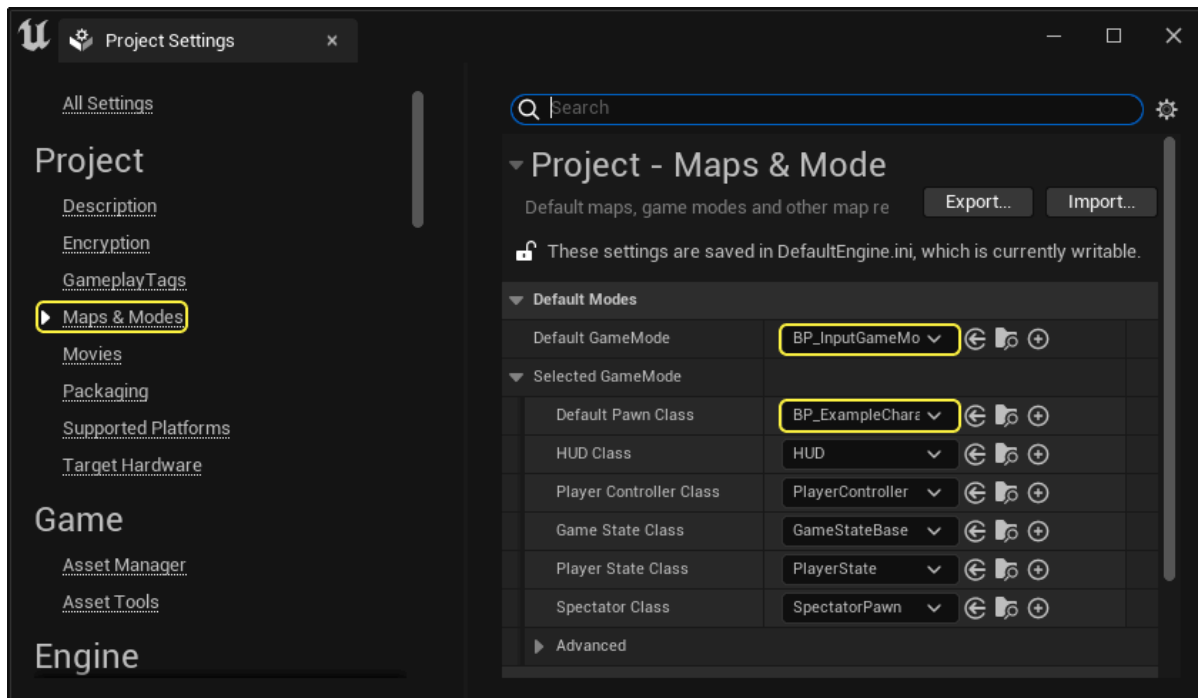 Project Settings
All Settings
Project
Description
Encryption
GameplayTags
Maps & Modes
Movies
Packaging
Supported Platforms
Target Hardware
Game
Asset Manager
Asset Tools
Engine
Search
Project - Maps & Mode
Default maps, game modes and other map re
Export...
Import...
These settings are saved in DefaultEngine.ini, which is currently writable.
Default Modes
Default GameMode BP_InputGameMo
Selected GameMode
Default Pawn Class BP_ExampleChara
HUD Class HUD
Player Controller Class PlayerController
Game State Class GameStateBase
Player State Class PlayerState
Spectator Class SpectatorPawn
Advanced